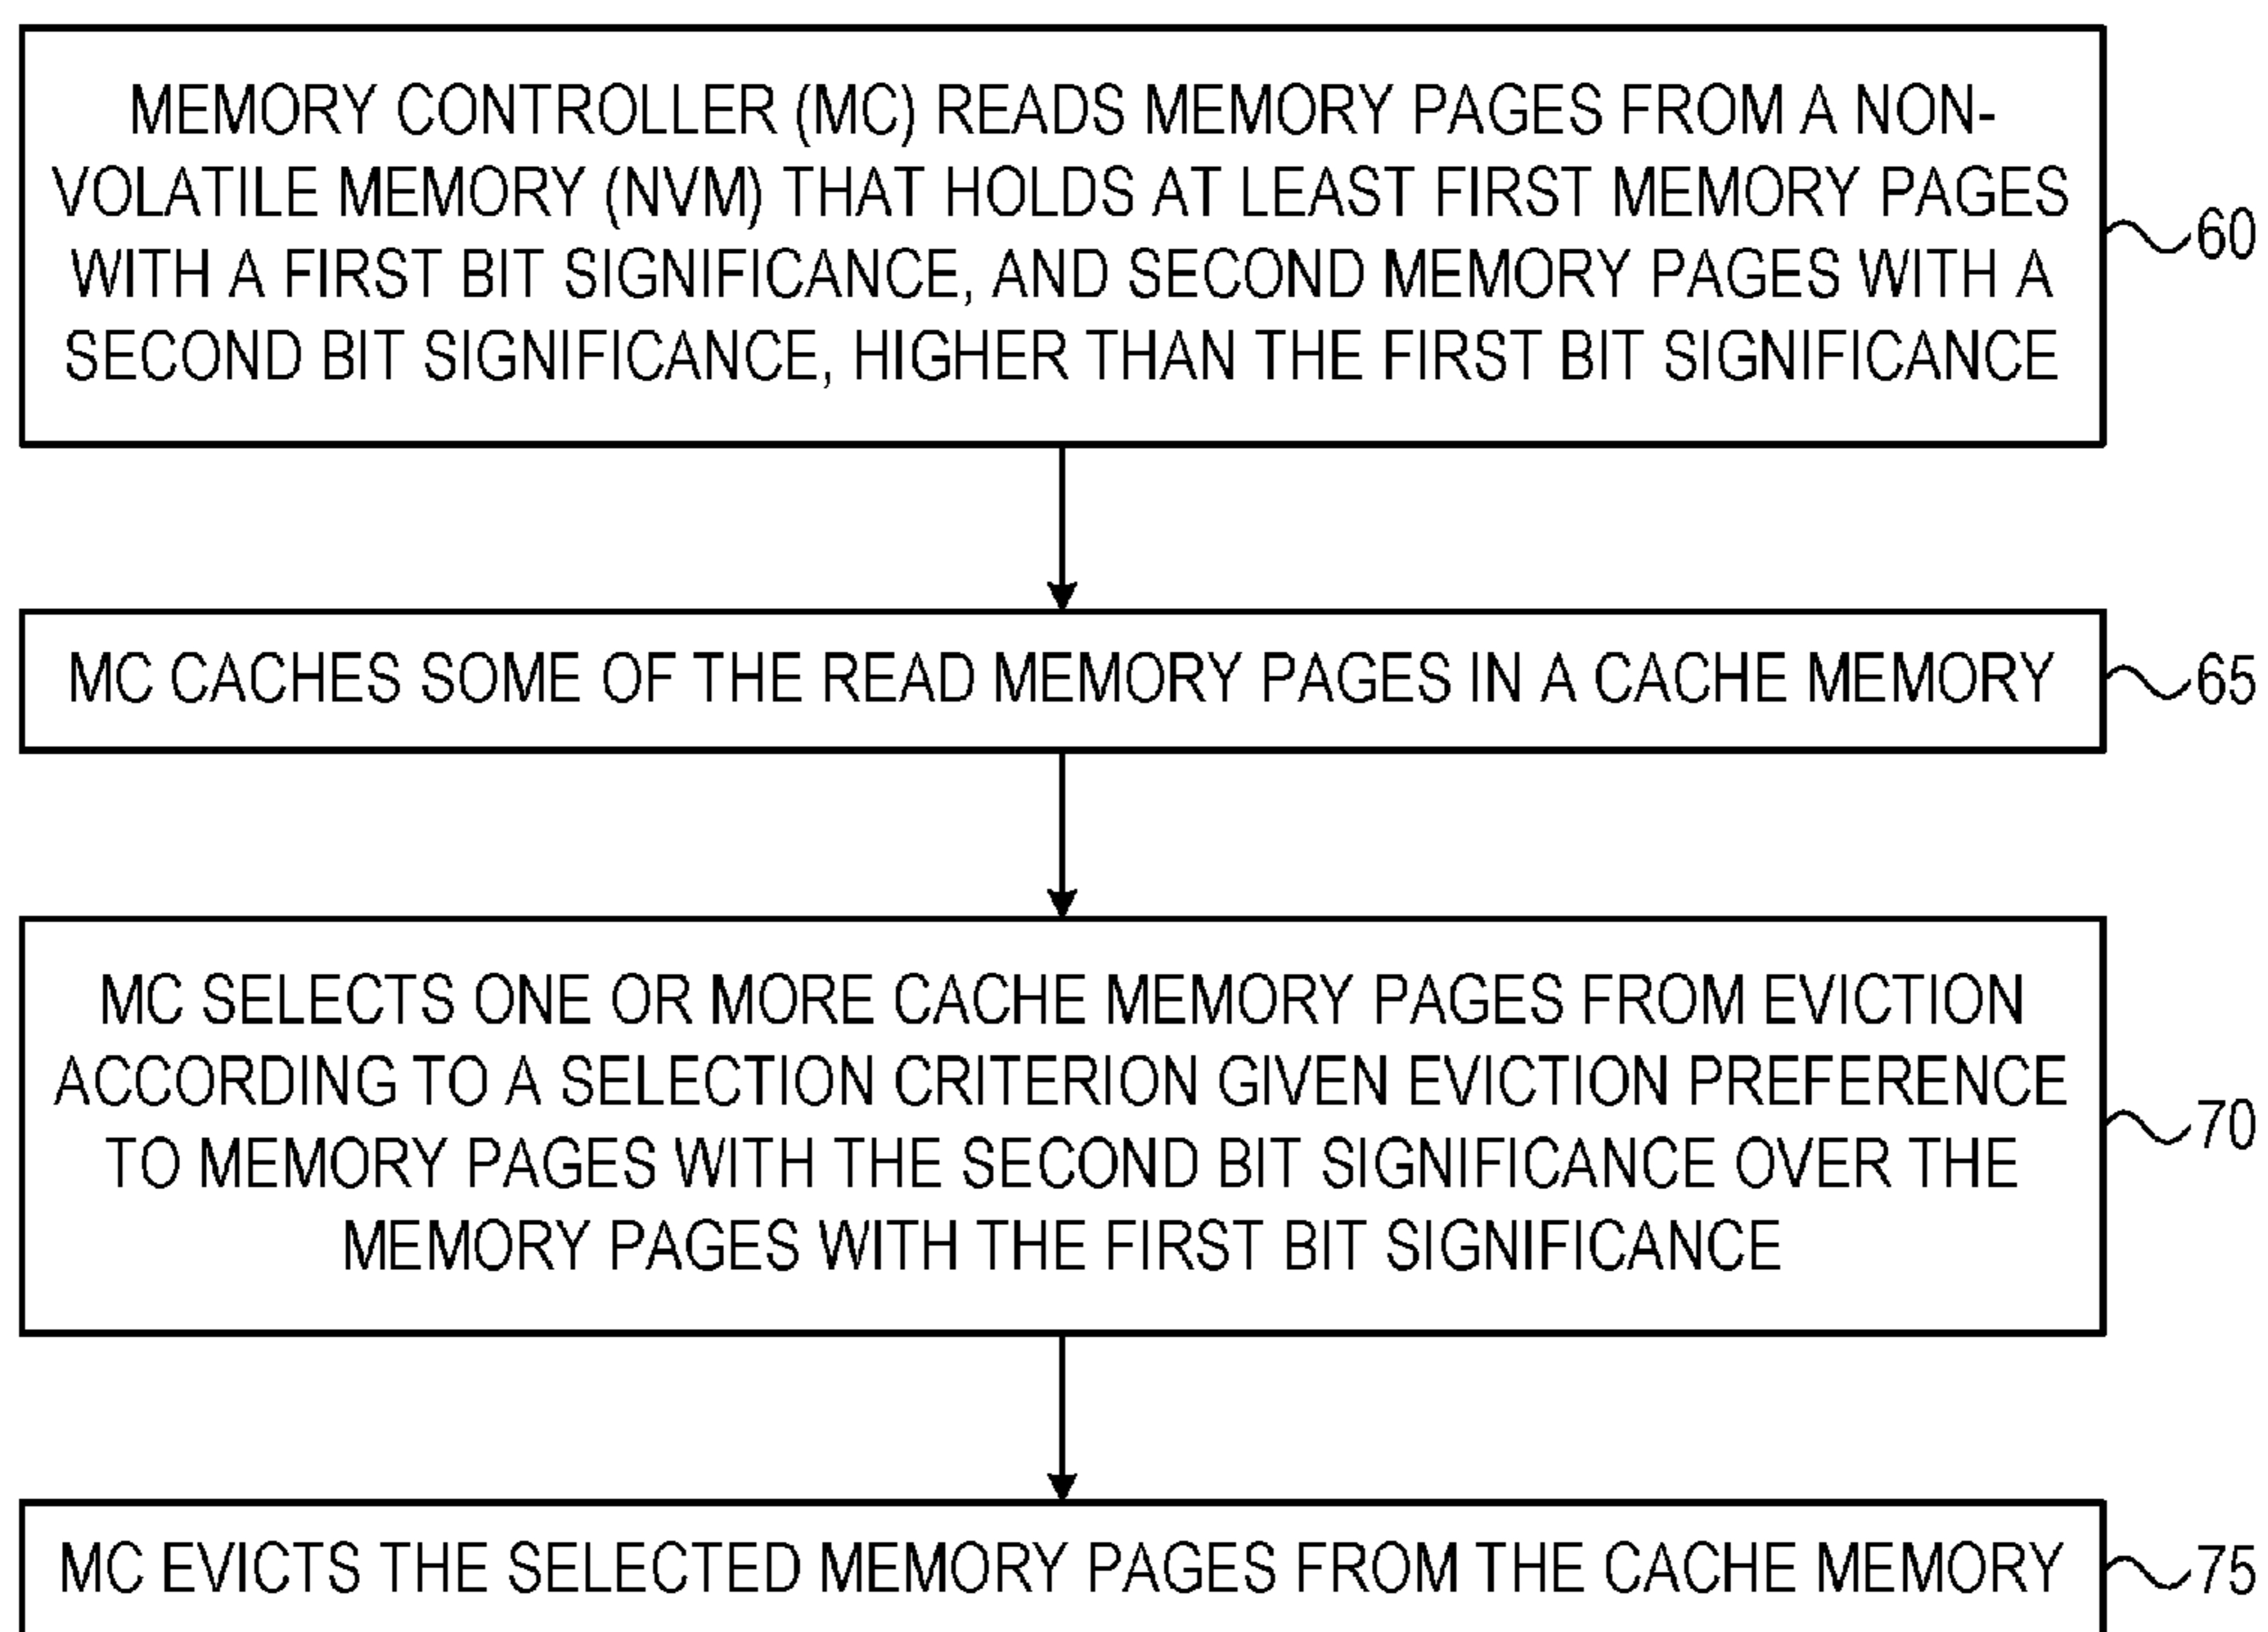 MEMORY CONTROLLER (MC) READS MEMORY PAGES FROM A NON-
VOLATILE MEMORY (NVM) THAT HOLDS AT LEAST FIRST MEMORY PAGES
WITH A FIRST BIT SIGNIFICANCE, AND SECOND MEMORY PAGES WITH A
SECOND BIT SIGNIFICANCE, HIGHER THAN THE FIRST BIT SIGNIFICANCE
60
MC CACHES SOME OF THE READ MEMORY PAGES IN A CACHE MEMORY
65
MC SELECTS ONE OR MORE CACHE MEMORY PAGES FROM EVICTION
ACCORDING TO A SELECTION CRITERION GIVEN EVICTION PREFERENCE
TO MEMORY PAGES WITH THE SECOND BIT SIGNIFICANCE OVER THE
MEMORY PAGES WITH THE FIRST BIT SIGNIFICANCE
70
MC EVICTS THE SELECTED MEMORY PAGES FROM THE CACHE MEMORY
75